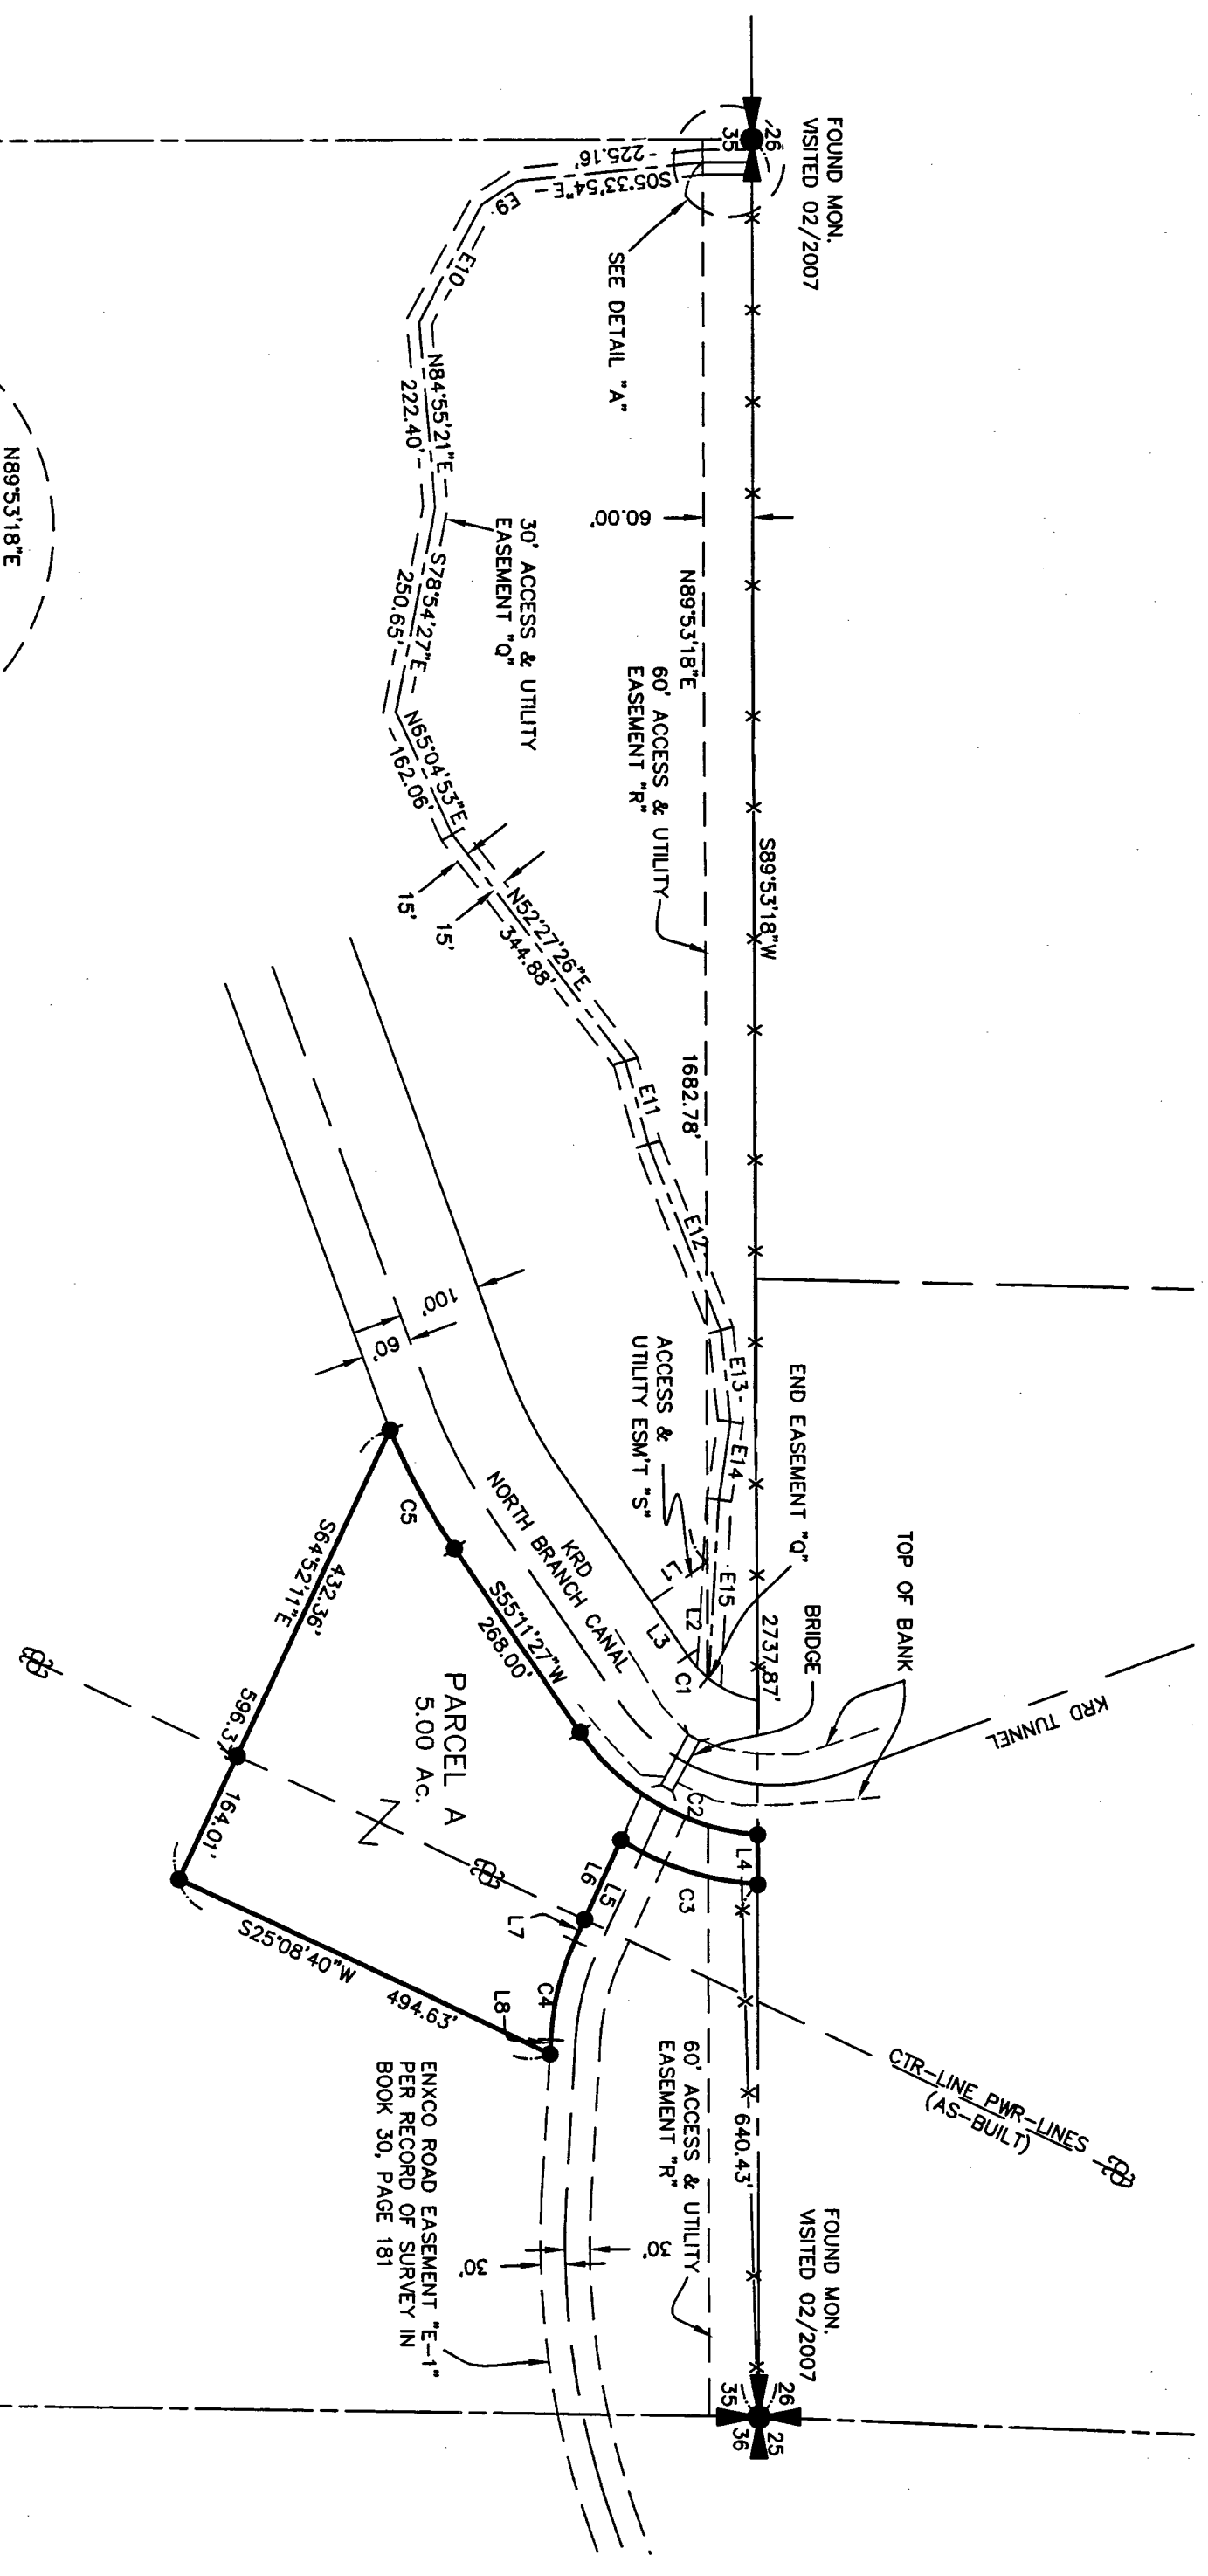 FOUND MON.
VISITED 02/2007
26
35
S05°33'54"E
225.16'
SEE DETAIL "A"
E9
E10
N84°55'21"E
222.40'
30' ACCESS & UTILITY
EASEMENT "Q"
S78°54'27"E
250.65'
N65°04'53"E
162.06'
15'
15'
N52°27'26"E
344.88'
60.00'
N89°53'18"E
60' ACCESS & UTILITY
EASEMENT "R"
S89°53'18"W
1682.78'
E11
E12
E13
E14
E15
ACCESS &
UTILITY ESM'T "S"
END EASEMENT "Q"
L1
L2
L3
C1
BRIDGE
TOP OF BANK
2737.87'
KRD TUNNEL
100'
60'
KRD
NORTH BRANCH CANAL
C5
S55°11'27"W
268.00'
C2
L4
C3
L5
L6
L7
C4
L8
PARCEL A
5.00 Ac.
432.36'
S64°52'11"E
596.37'
164.01'
S25°08'40"W
494.63'
CTR-LINE PWR-LINES
(AS-BUILT)
640.43'
60' ACCESS & UTILITY
EASEMENT "R"
FOUND MON.
VISITED 02/2007
26
25
35
36
30'
30'
ENXCO ROAD EASEMENT "E-1"
PER RECORD OF SURVEY IN
BOOK 30, PAGE 181
N89°53'18"E